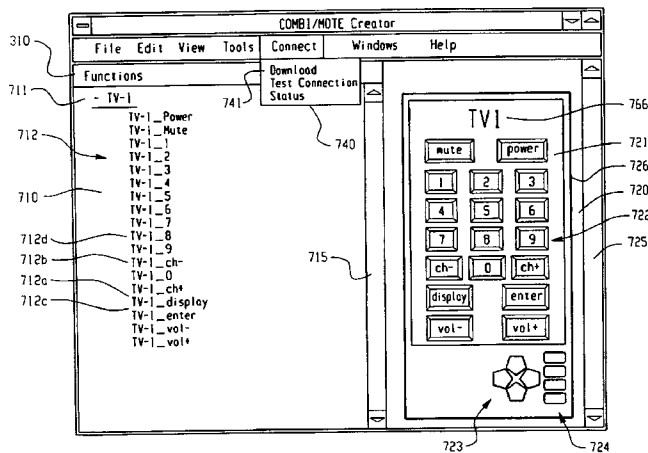 COMBI/MOTE Creator
File Edit View Tools Connect Windows Help
310
Functions
Download
Test Connection
Status
741
740
711
- TV-1
712
710
TV-1_Power
TV-1_Mute
TV-1_1
TV-1_2
TV-1_3
TV-1_4
TV-1_5
TV-1_6
TV-1_7
712d
TV-1_8
TV-1_9
712b
TV-1_ch-
TV-1_0
712a
TV-1_ch+
712c
TV-1_display
TV-1_enter
TV-1_vol-
TV-1_vol+
715
TV1
766
mute power
721
726
1 2 3
720
4 5 6
722
7 8 9
725
ch- 0 ch+
display enter
vol- vol+
723
724